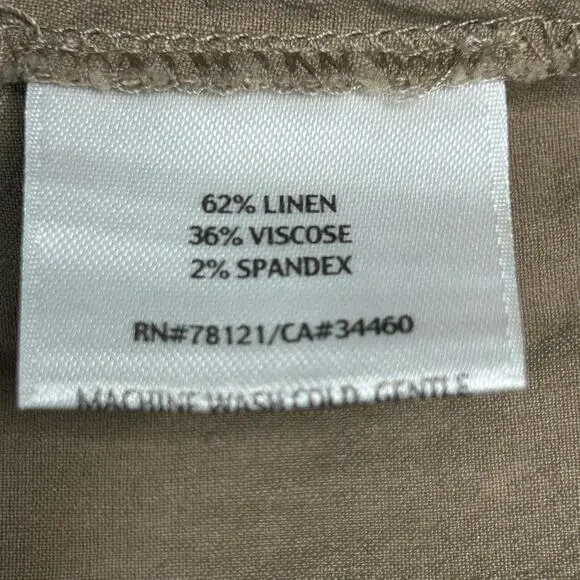 62% LINEN
36% VISCOSE
2% SPANDEX
RN#78121/CA#34460
MACHINE WASH COLD, GENTLE